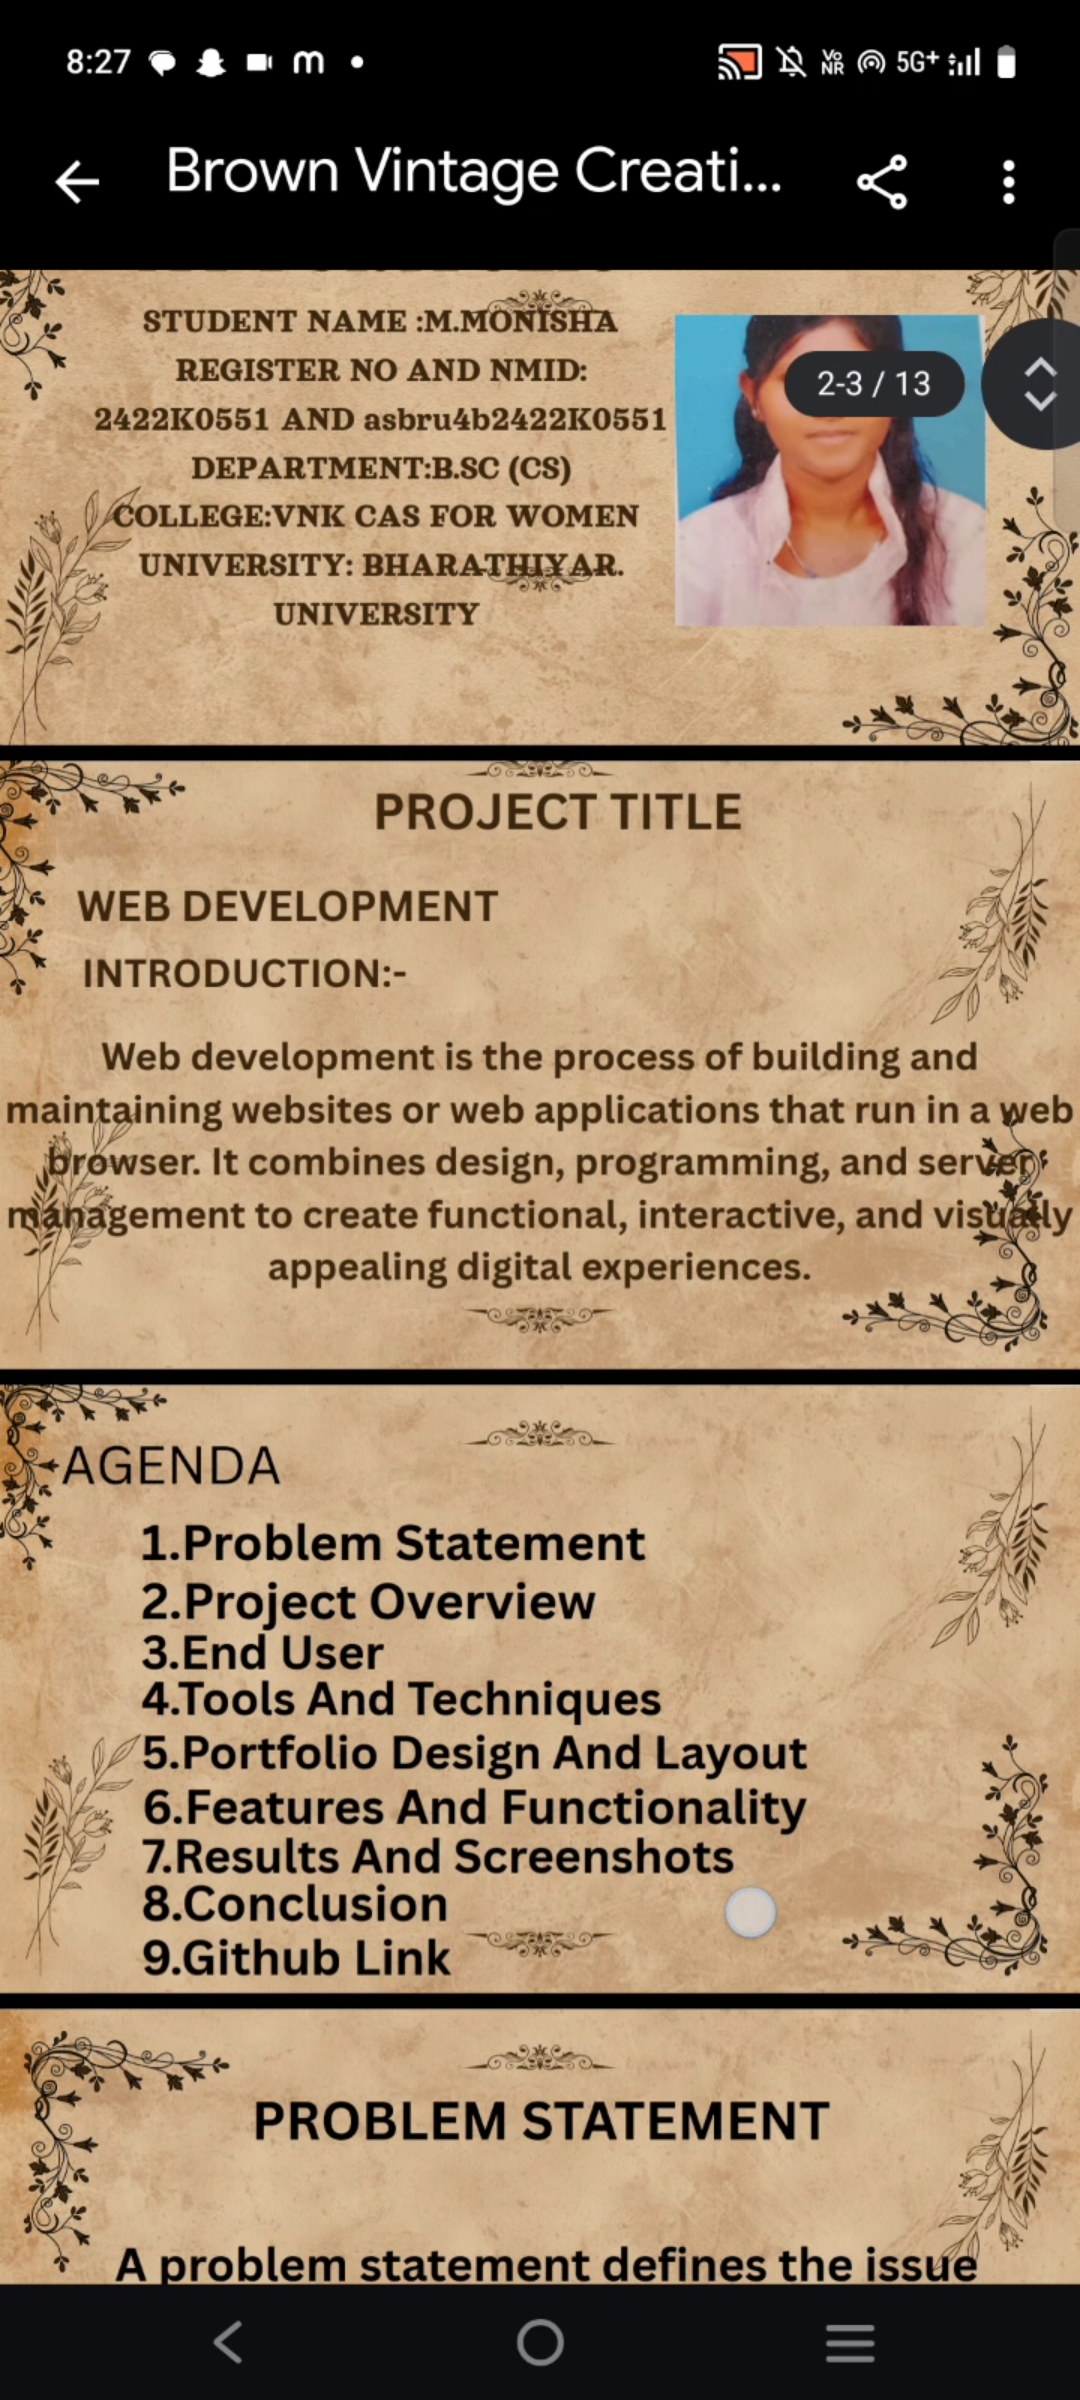 8:27 m 5G+
Vo
NR
Brown Vintage Creati...
STUDENT NAME :M.MONISHA
REGISTER NO AND NMID:
2-3 / 13
2422K0551 AND asbru4b2422K0551
DEPARTMENT:B.SC (CS)
COLLEGE:VNK CAS FOR WOMEN
UNIVERSITY: BHARATHIYAR.
UNIVERSITY
PROJECT TITLE
WEB DEVELOPMENT
INTRODUCTION:-
Web development is the process of building and
maintaining websites or web applications that run in a web
browser. It combines design, programming, and server
management to create functional, interactive, and visually
appealing digital experiences.
AGENDA
1.Problem Statement
2.Project Overview
3.End User
4.Tools And Techniques
5.Portfolio Design And Layout
6.Features And Functionality
7.Results And Screenshots
8.Conclusion
9.Github Link
PROBLEM STATEMENT
A problem statement defines the issue